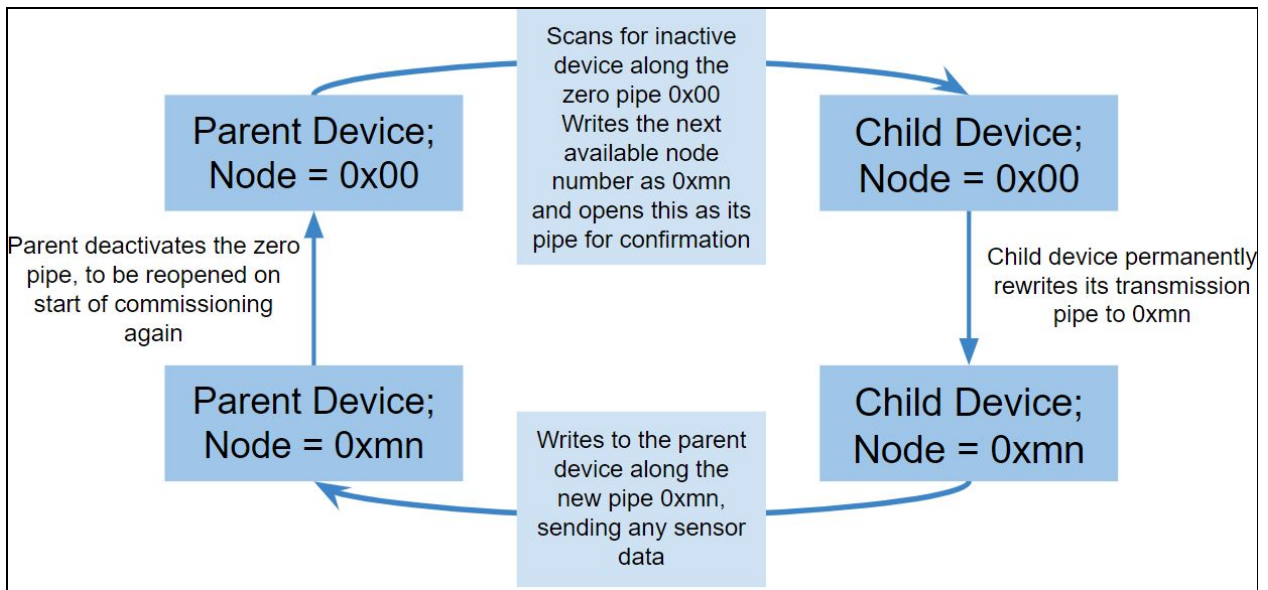 Scans for inactive
device along the
zero pipe 0x00
Writes the next
available node
number as 0xmn
and opens this as its
pipe for confirmation
Parent Device;
Node = 0x00
Child Device;
Node = 0x00
Parent deactivates the zero
pipe, to be reopened on
start of commissioning
again
Child device permanently
rewrites its transmission
pipe to 0xmn
Parent Device;
Node = 0xmn
Child Device;
Node = 0xmn
Writes to the parent
device along the
new pipe 0xmn,
sending any sensor
data